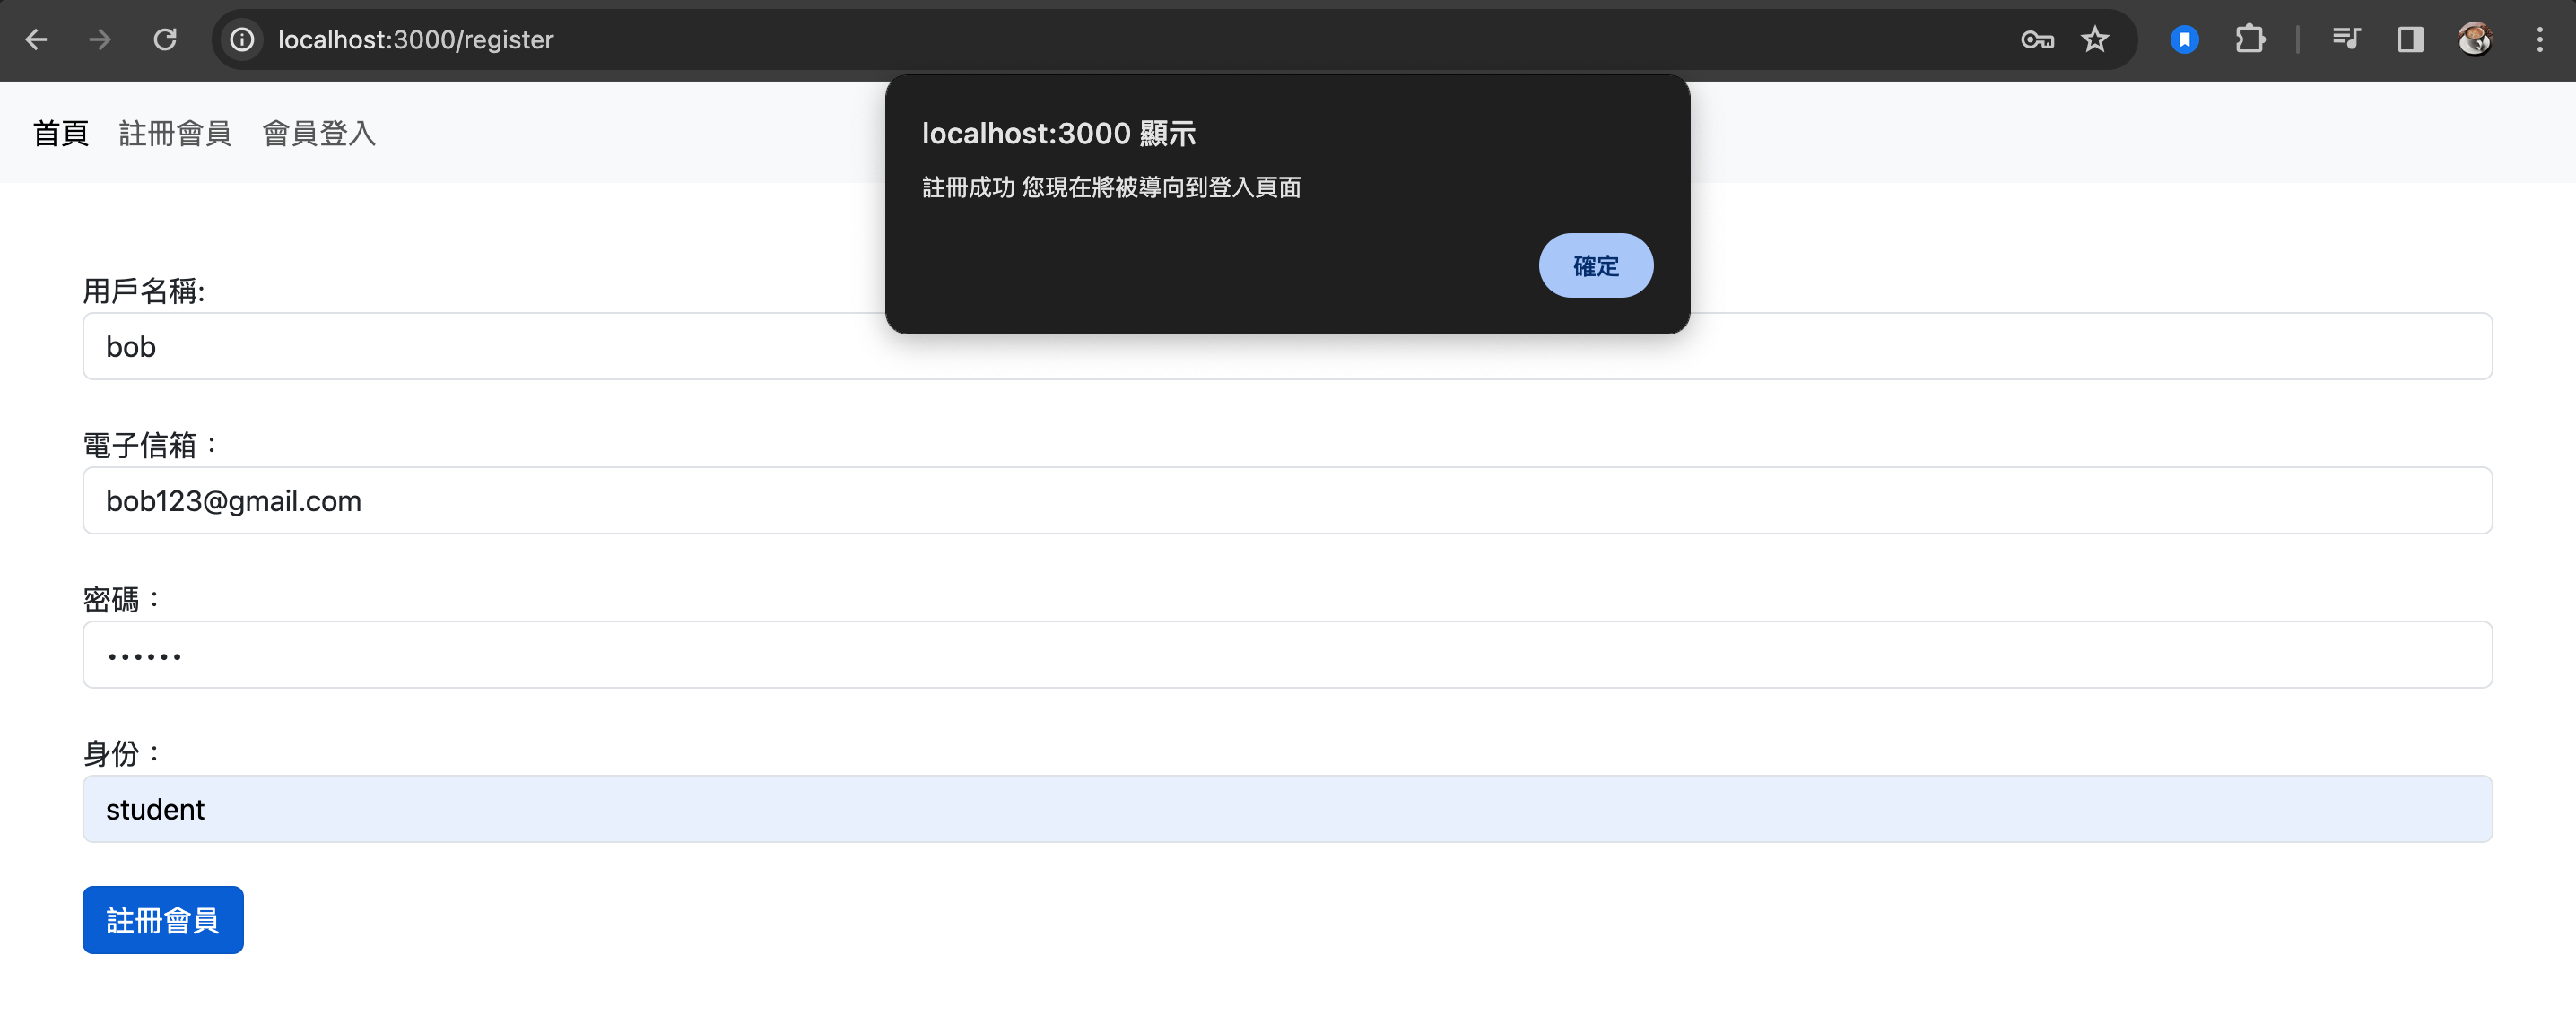 localhost:3000/register
首頁 註冊會員 會員登入
localhost:3000 顯示
註冊成功 您現在將被導向到登入頁面
確定
用戶名稱:
bob
電子信箱：
bob123@gmail.com
密碼：
••••••
身份：
student
註冊會員